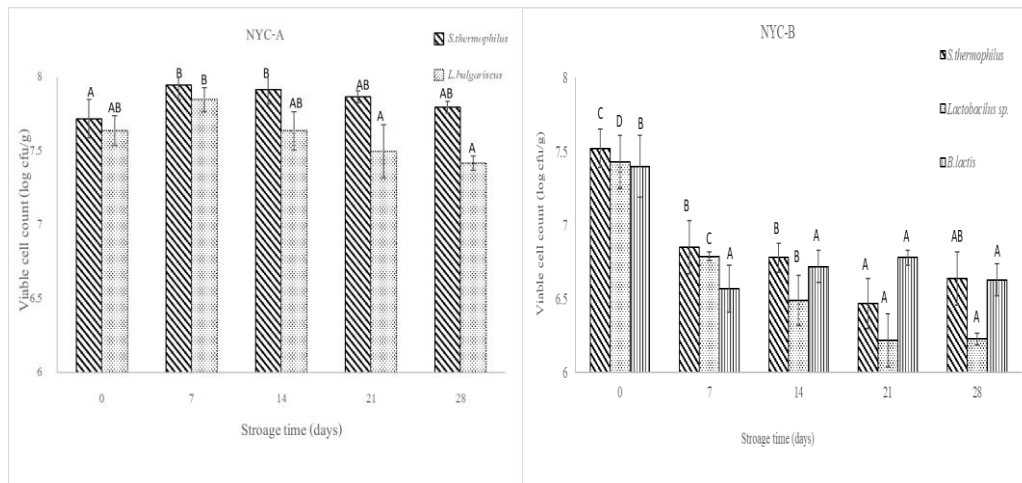 NYC-A
S.thermophilus
L.bulgariscus
8
7.5
7
6.5
6
Viable cell count (log cfu/g)
A AB B B B AB AB A AB A
0 7 14 21 28
Stroage time (days)
NYC-B
S.thermophilus
Lactobacilus sp.
B.lactis
8
7.5
7
6.5
6
Viable cell count (log cfu/g)
C D B B C A B B A A A A AB A A
0 7 14 21 28
Stroage time (days)